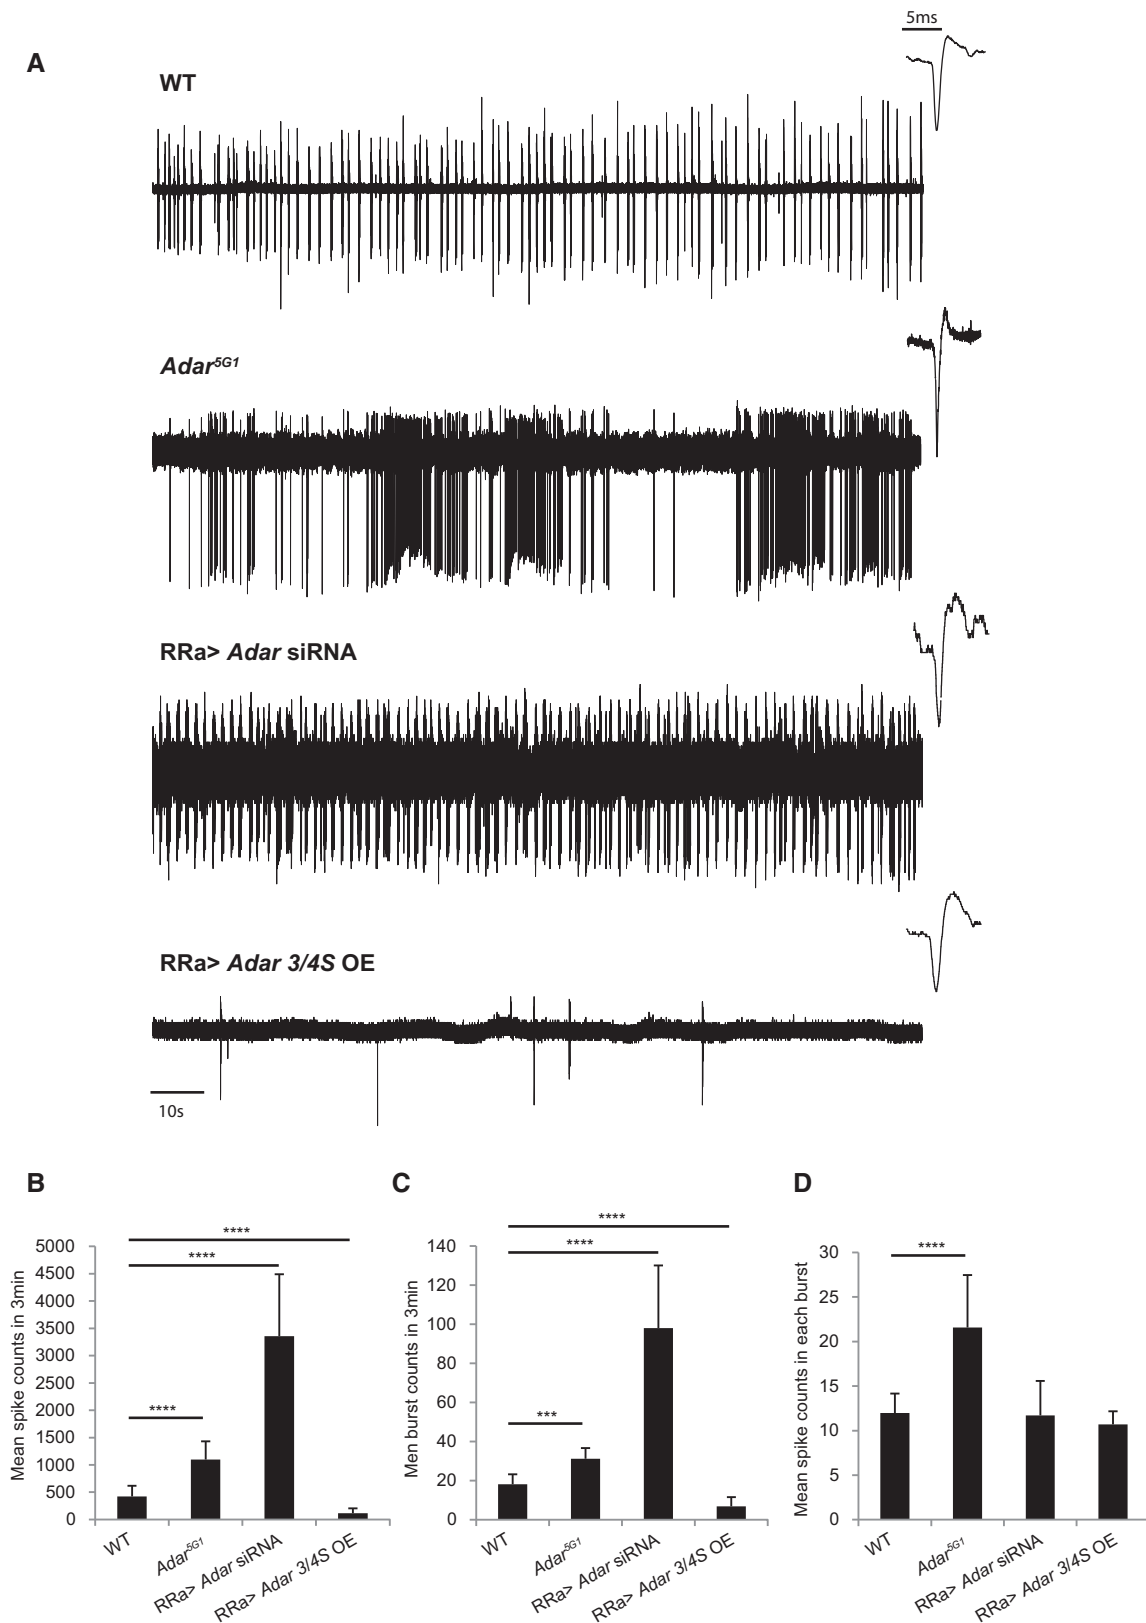 A
5ms
WT
Adar5G1
RRa> Adar siRNA
RRa> Adar 3/4S OE
10s
B
Mean spike counts in 3min
5000
4500
4000
3500
3000
2500
2000
1500
1000
500
0
****
****
****
WT
Adar5G1
RRa> Adar siRNA
RRa> Adar 3/4S OE
C
Men burst counts in 3min
140
120
100
80
60
40
20
0
****
****
***
WT
Adar5G1
RRa> Adar siRNA
RRa> Adar 3/4S OE
D
Mean spike counts in each burst
30
25
20
15
10
5
0
****
WT
Adar5G1
RRa> Adar siRNA
RRa> Adar 3/4S OE